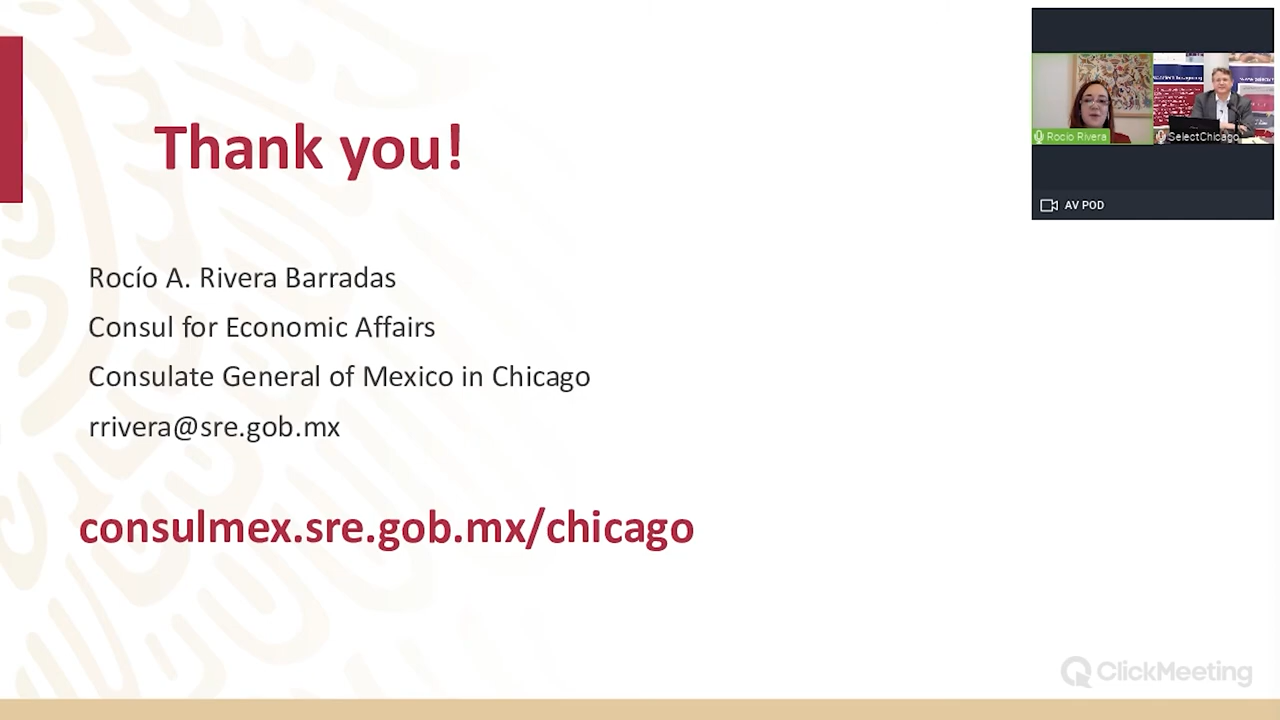 Thank you!
Rocío A. Rivera Barradas
Consul for Economic Affairs
Consulate General of Mexico in Chicago
rrivera@sre.gob.mx
consulmex.sre.gob.mx/chicago
Rocio Rivera
SelectChicago
AV POD
ClickMeeting